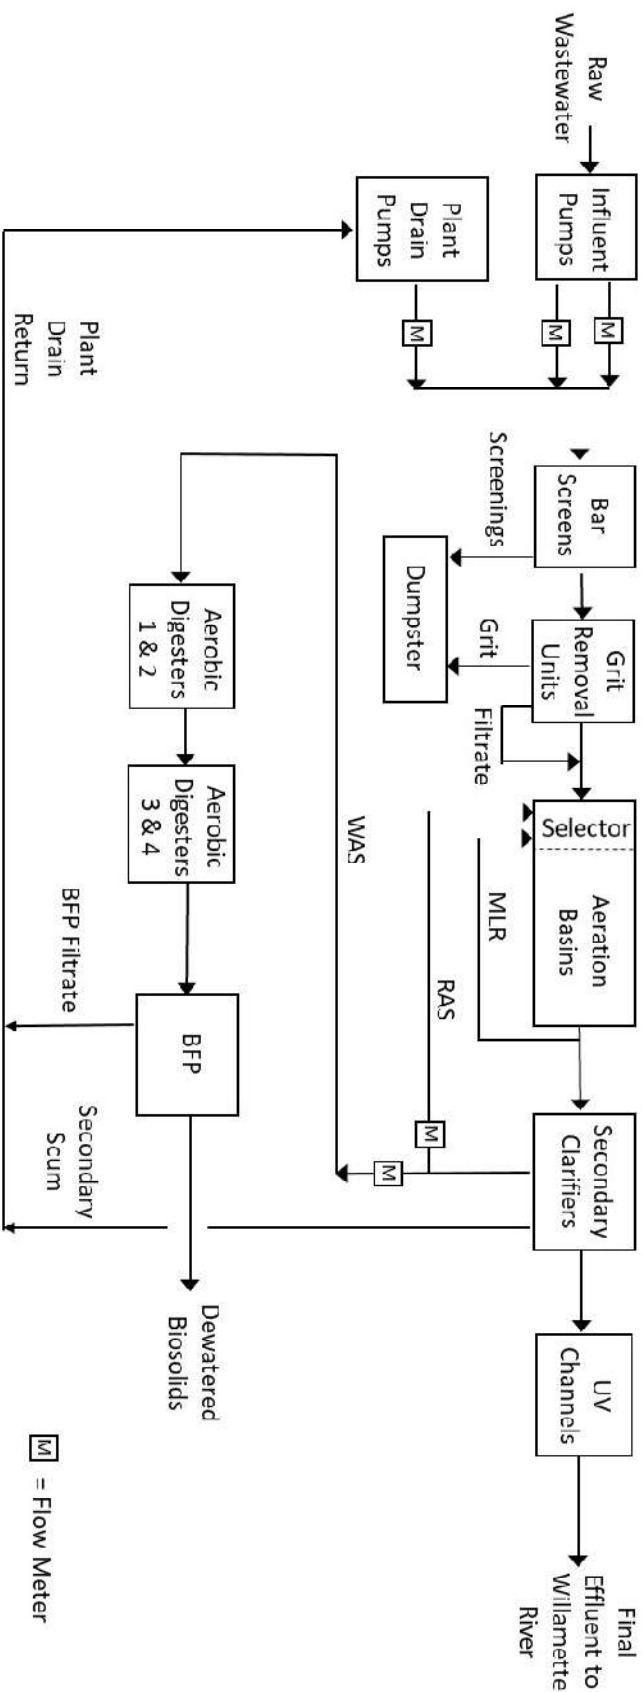 Raw
Wastewater
Influent
Pumps
M
M
Plant
Drain
Pumps
M
Bar
Screens
Screenings
Grit
Removal
Units
Grit
Filtrate
Dumpster
Selector
Aeration
Basins
MLR
RAS
M
WAS
M
Secondary
Clarifiers
UV
Channels
Final
Effluent to
Willamette
River
Aerobic
Digesters
1 & 2
Aerobic
Digesters
3 & 4
BFP
Dewatered
Biosolids
Plant
Drain
Return
BFP Filtrate
Secondary
Scum
M = Flow Meter